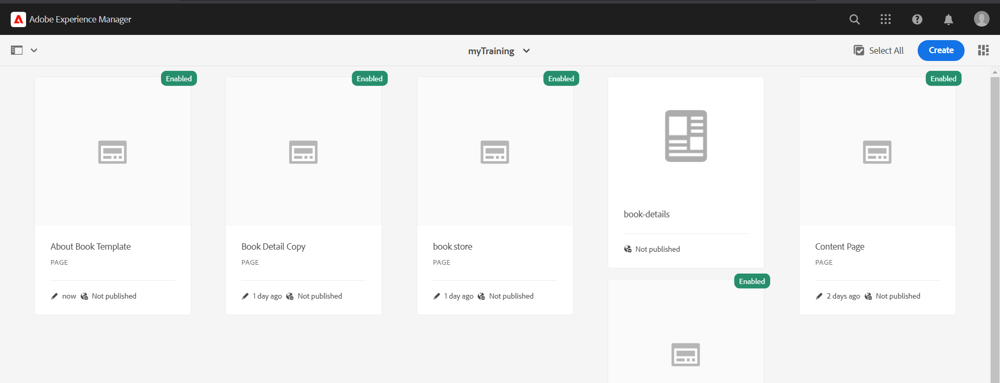 Adobe Experience Manager
myTraining
Select All
Create
Enabled
About Book Template
PAGE
now Not published
Enabled
Book Detail Copy
PAGE
1 day ago Not published
Enabled
book store
PAGE
1 day ago Not published
book-details
Not published
Enabled
Enabled
Content Page
PAGE
2 days ago Not published